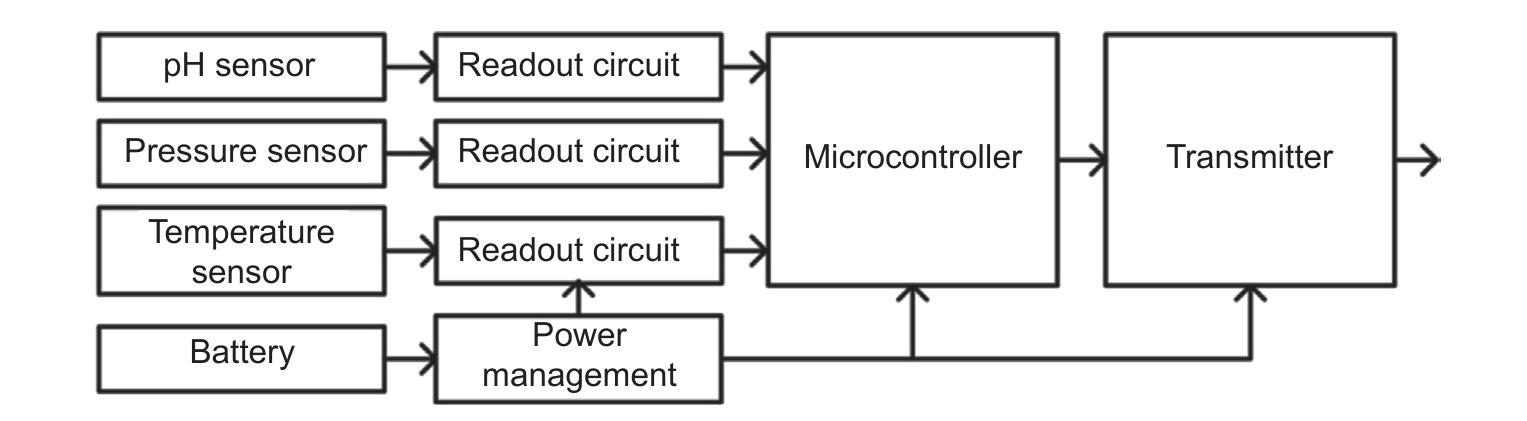 pH sensor
Readout circuit
Pressure sensor
Readout circuit
Microcontroller
Transmitter
Temperature
sensor
Readout circuit
Battery
Power
management